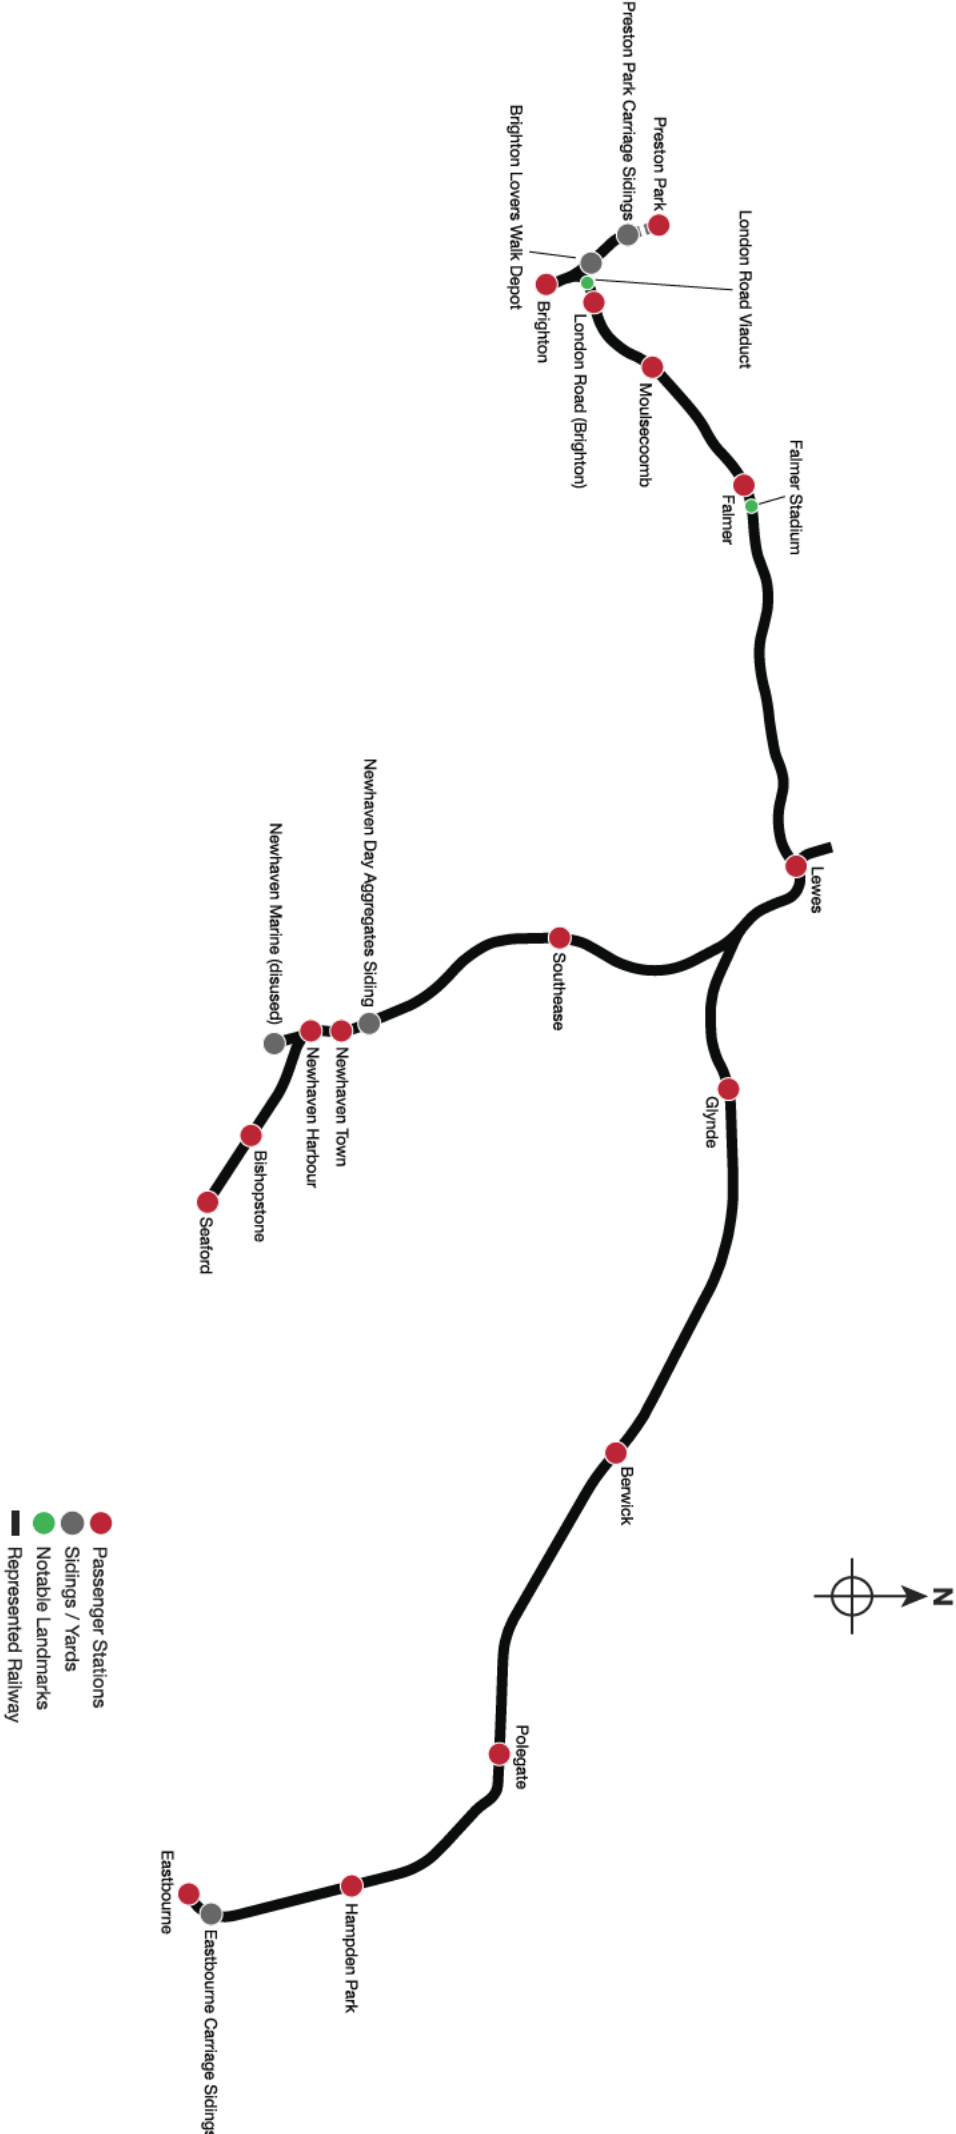 Preston Park
Preston Park Carriage Sidings
Brighton Lovers Walk Depot
London Road Viaduct
Brighton
London Road (Brighton)
Moulsecoomb
Falmer Stadium
Falmer
Lewes
Southease
Newhaven Day Aggregates Siding
Newhaven Marine (disused)
Newhaven Town
Newhaven Harbour
Bishopstone
Seaford
Glynde
Berwick
Polegate
Hampden Park
Eastbourne
Eastbourne Carriage Sidings
N
Passenger Stations
Sidings / Yards
Notable Landmarks
Represented Railway